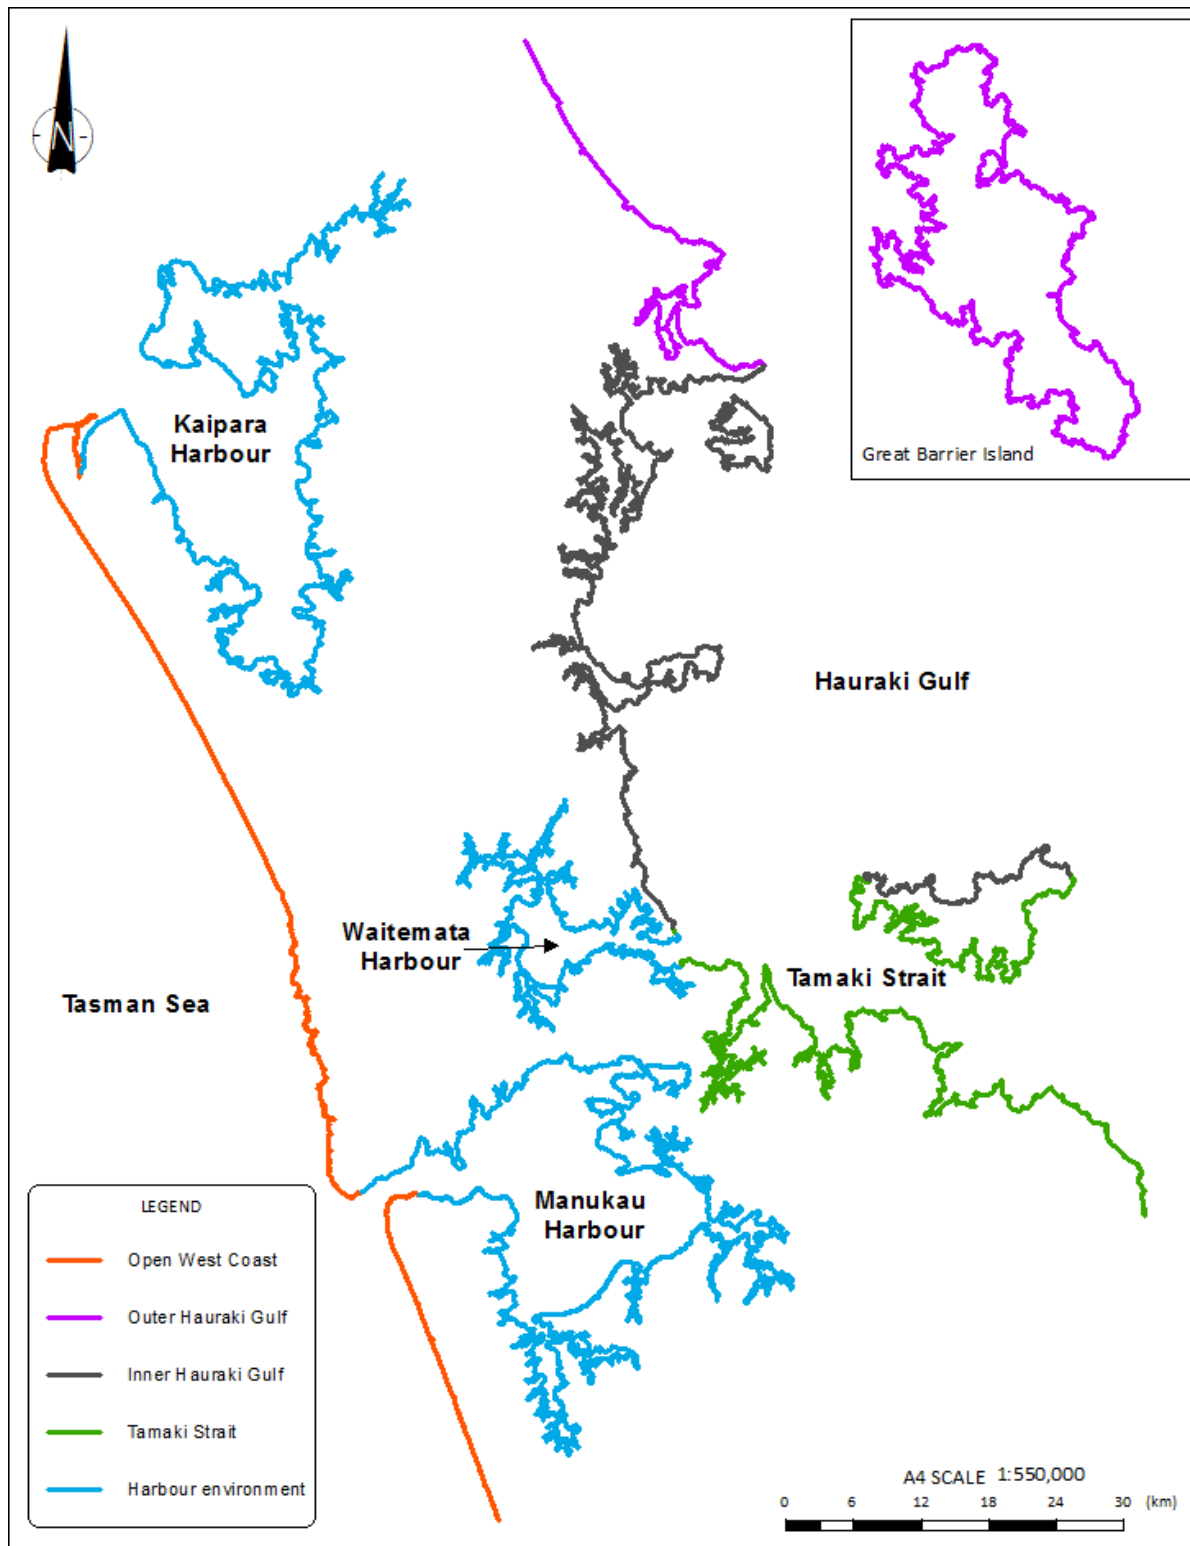 N
Great Barrier Island
Kaipara
Harbour
Hauraki Gulf
Waitemata
Harbour
Tamaki Strait
Tasman Sea
Manukau
Harbour
LEGEND
Open West Coast
Outer Hauraki Gulf
Inner Hauraki Gulf
Tamaki Strait
Harbour environment
A4 SCALE 1:550,000
0 6 12 18 24 30 (km)